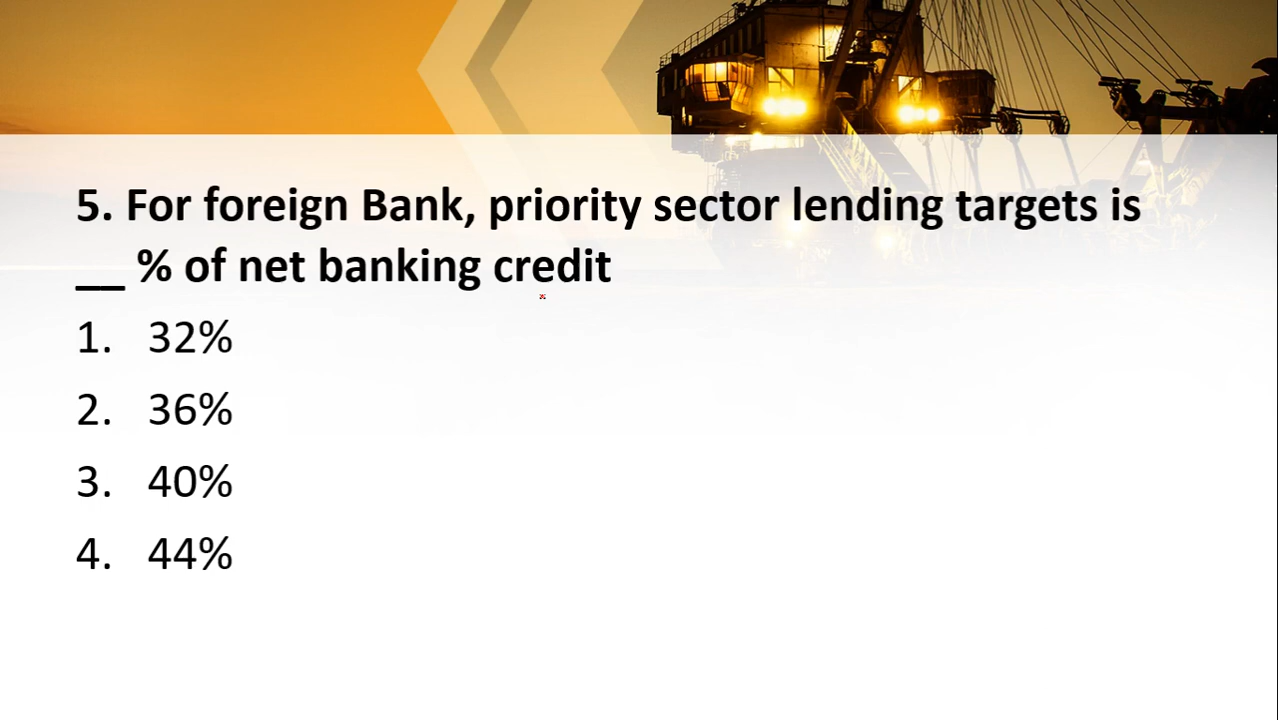 5. For foreign Bank, priority sector lending targets is
__ % of net banking credit
1. 32%
2. 36%
3. 40%
4. 44%